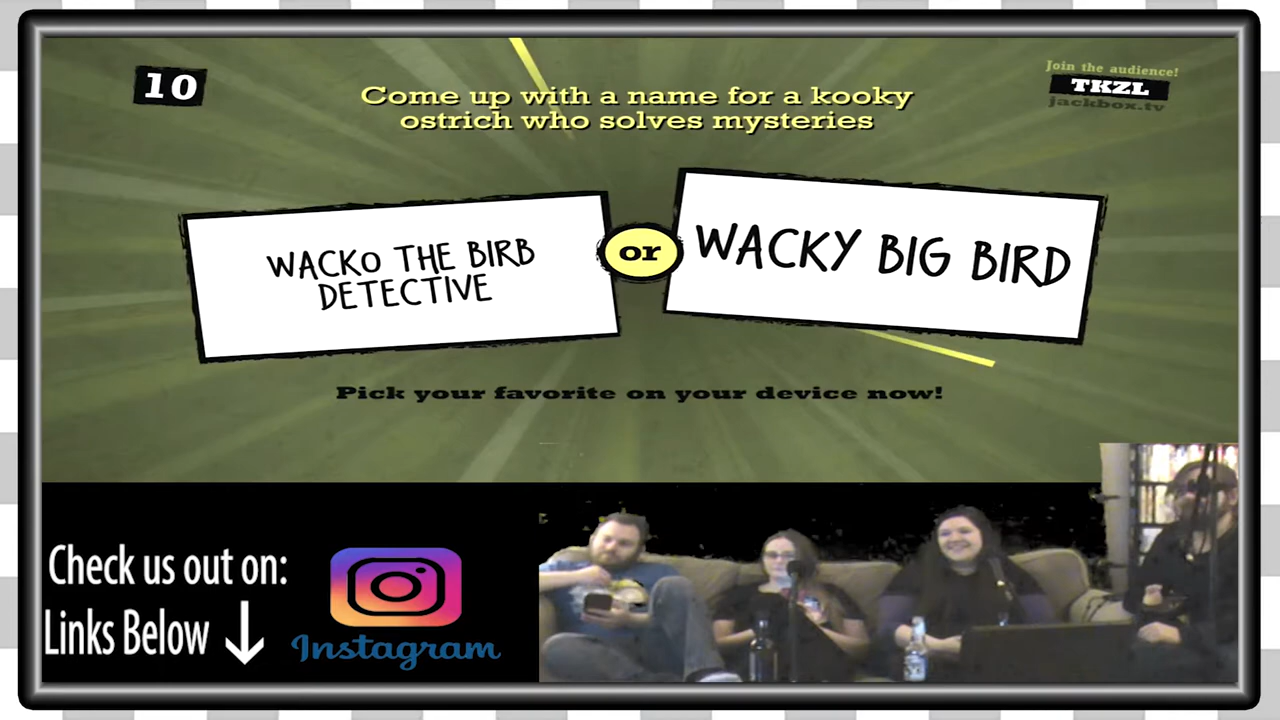 10
Come up with a name for a kooky
ostrich who solves mysteries
Join the audience!
TKZL
jackbox.tv
WACKO THE BIRB
DETECTIVE
or
WACKY BIG BIRD
Pick your favorite on your device now!
Check us out on:
Links Below
Instagram